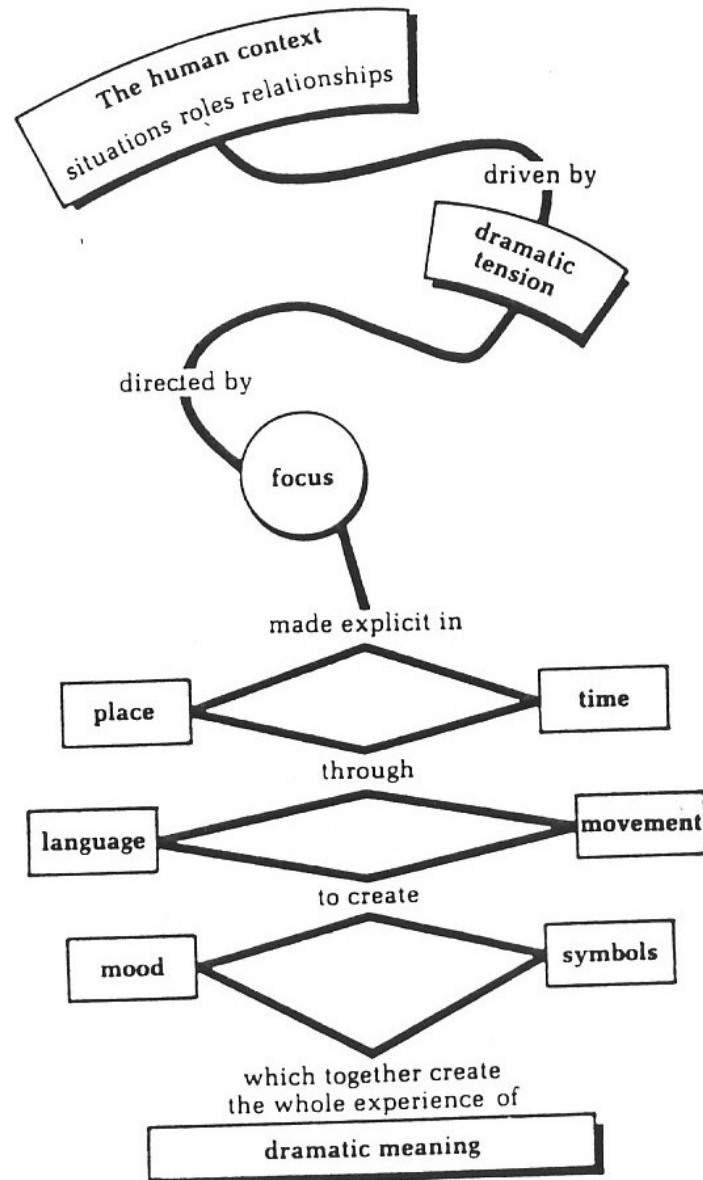 The human context
situations roles relationships
driven by
dramatic
tension
directed by
focus
made explicit in
place
time
through
language
movement
to create
mood
symbols
which together create
the whole experience of
dramatic meaning